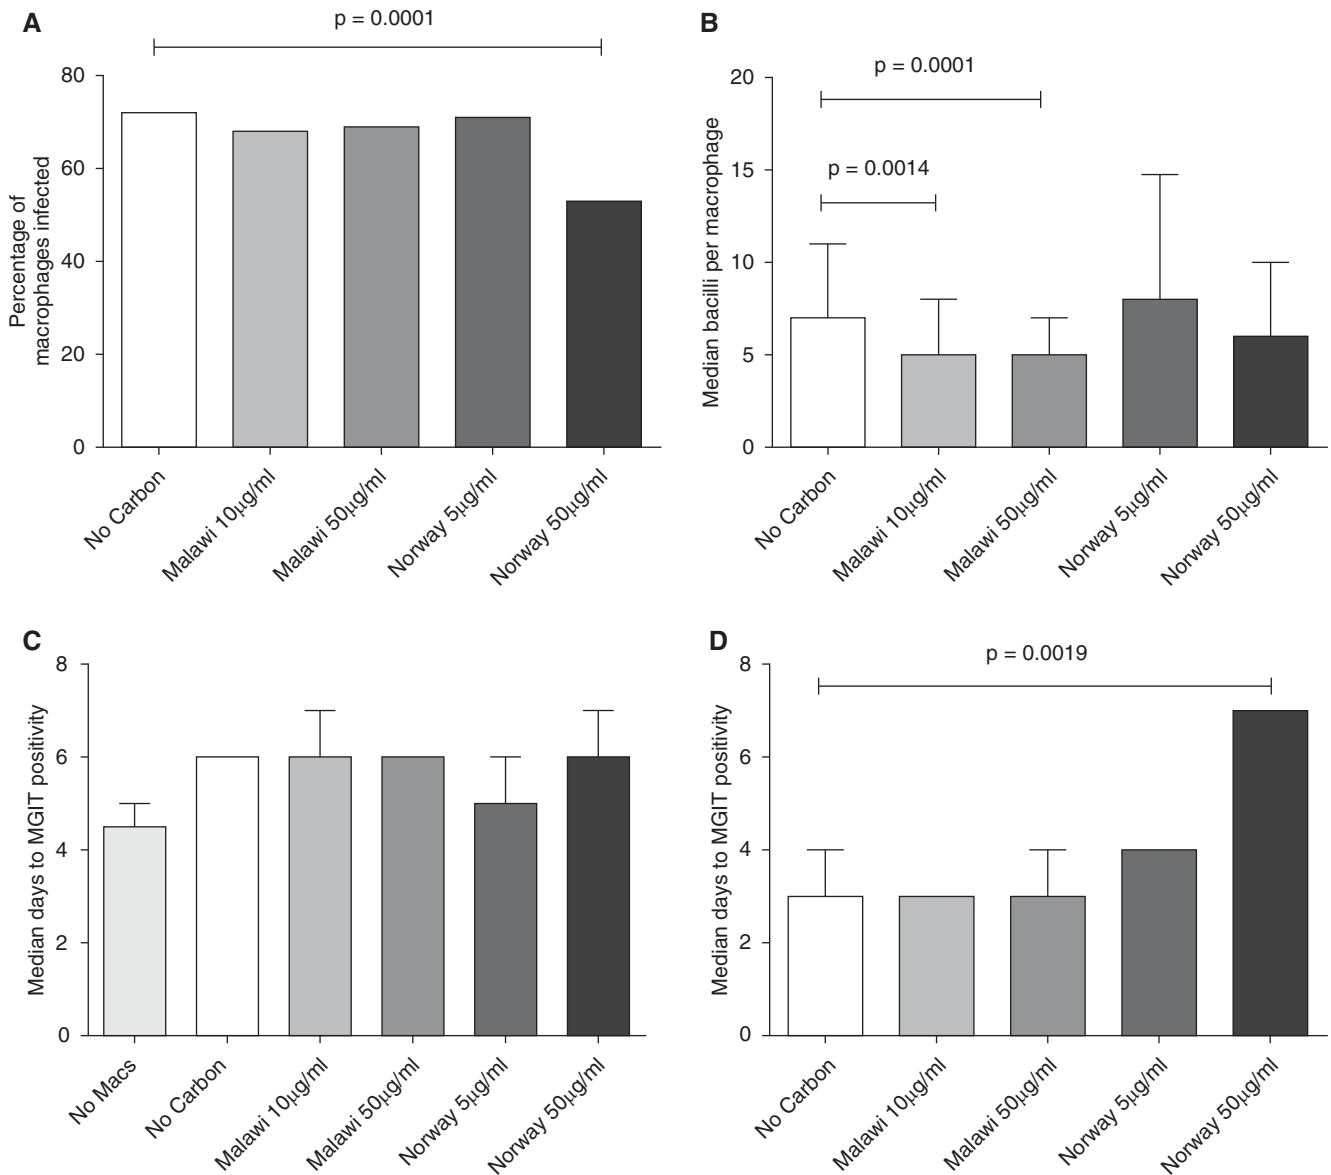 A
p = 0.0001
80
60
40
20
0
Percentage of
macrophages infected
No Carbon
Malawi 10µg/ml
Malawi 50µg/ml
Norway 5µg/ml
Norway 50µg/ml
B
p = 0.0001
p = 0.0014
20
15
10
5
0
Median bacilli per macrophage
No Carbon
Malawi 10µg/ml
Malawi 50µg/ml
Norway 5µg/ml
Norway 50µg/ml
C
8
6
4
2
0
Median days to MGIT positivity
No Macs
No Carbon
Malawi 10µg/ml
Malawi 50µg/ml
Norway 5µg/ml
Norway 50µg/ml
D
p = 0.0019
8
6
4
2
0
Median days to MGIT positivity
No Carbon
Malawi 10µg/ml
Malawi 50µg/ml
Norway 5µg/ml
Norway 50µg/ml